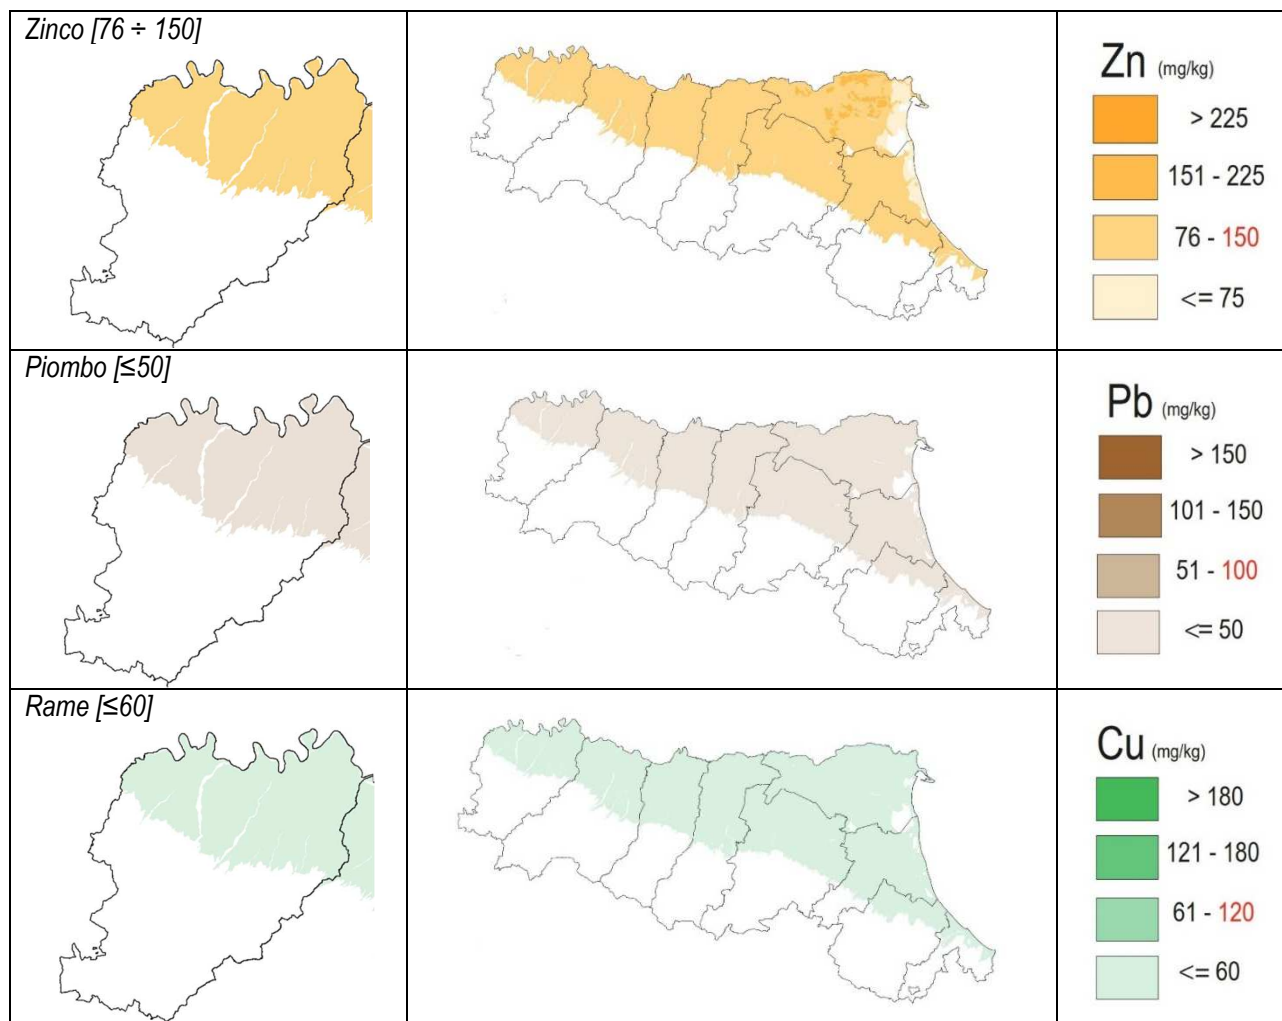 Zinco [76 ÷ 150]
Zn (mg/kg)
> 225
151 - 225
76 - 150
<= 75
Piombo [≤50]
Pb (mg/kg)
> 150
101 - 150
51 - 100
<= 50
Rame [≤60]
Cu (mg/kg)
> 180
121 - 180
61 - 120
<= 60